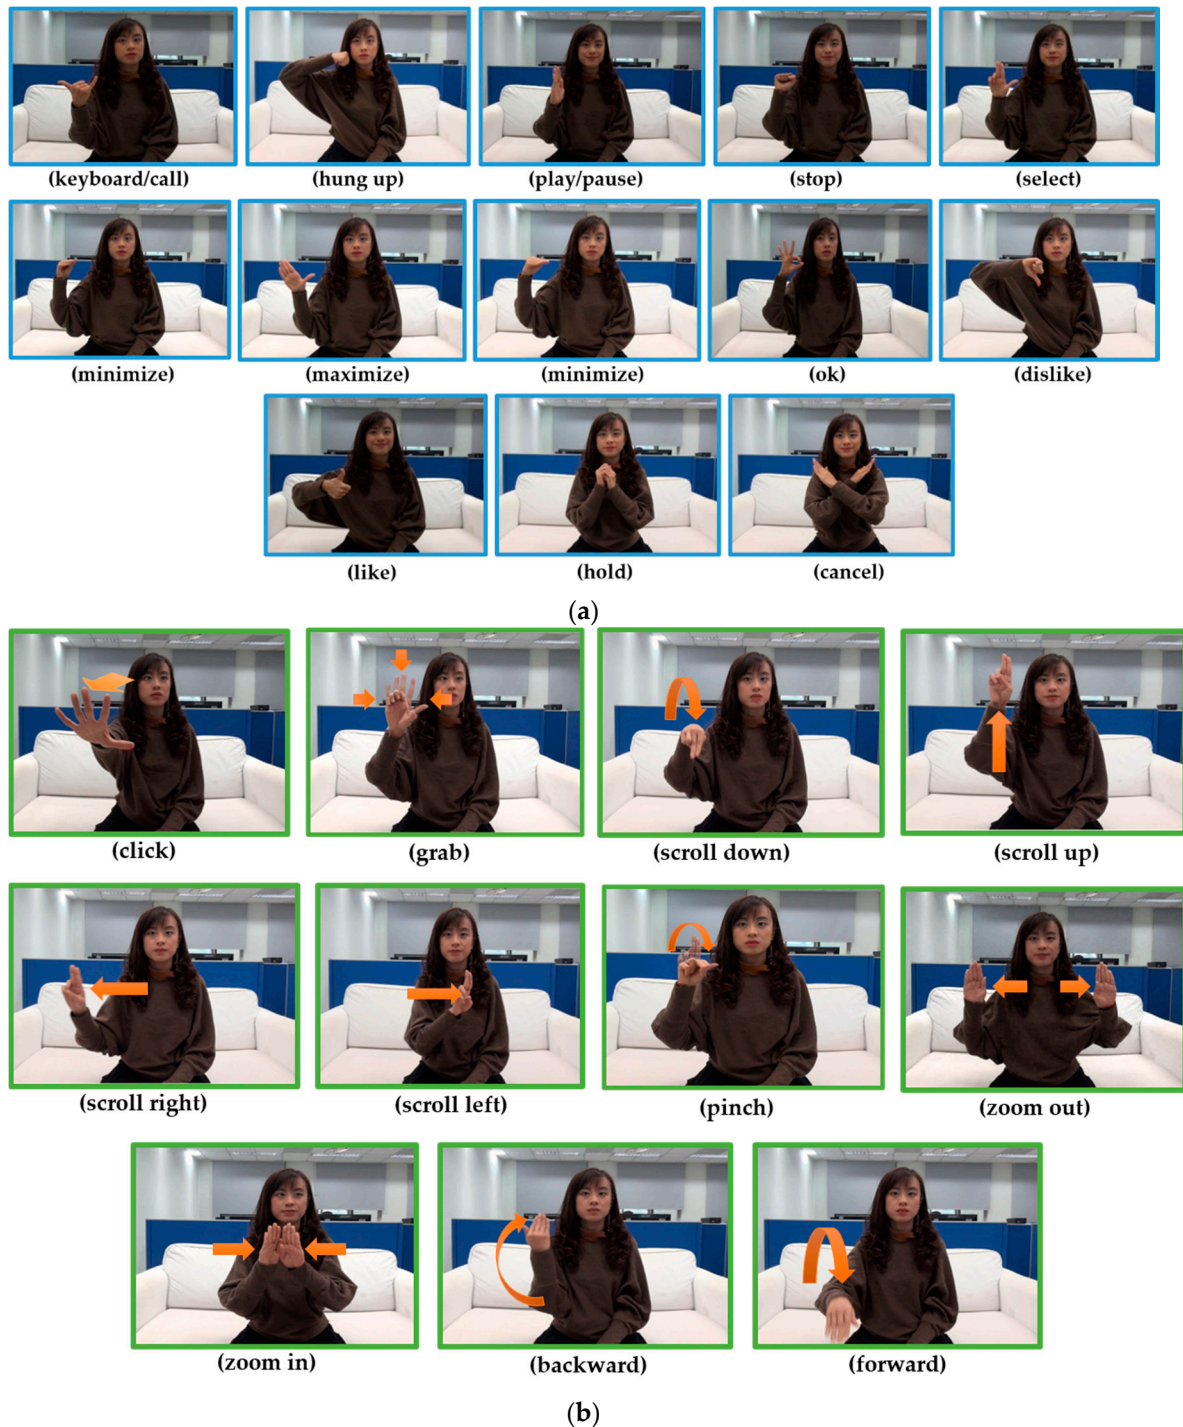 (keyboard/call) (hung up) (play/pause) (stop) (select)
(minimize) (maximize) (minimize) (ok) (dislike)
(like) (hold) (cancel)
(a)
(click) (grab) (scroll down) (scroll up)
(scroll right) (scroll left) (pinch) (zoom out)
(zoom in) (backward) (forward)
(b)